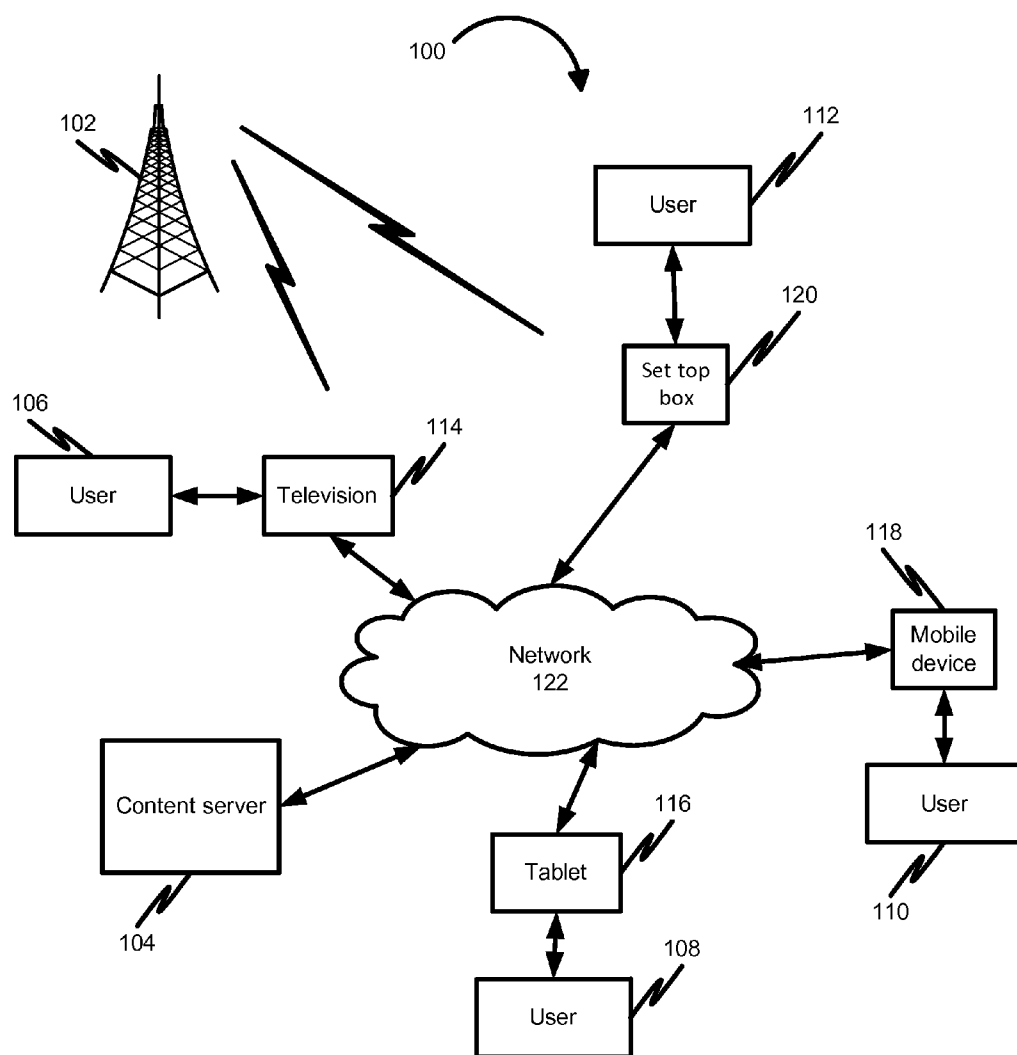 100
102
112
User
120
Set top
box
106
114
User
Television
118
Mobile
device
Network
122
Content server
116
User
Tablet
110
104
108
User